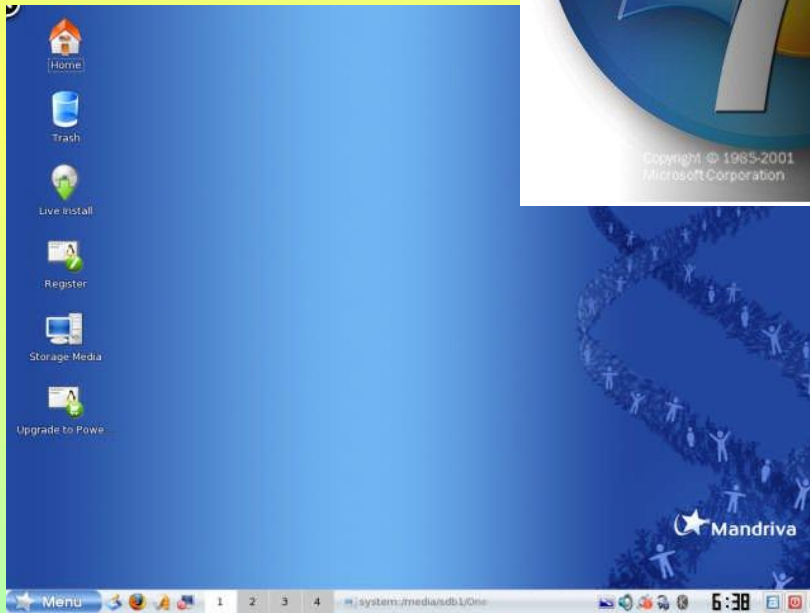 Copyright © 1985-2001
Microsoft Corporation
Home
Trash
Live Install
Register
Storage Media
Upgrade to Powe...
Mandriva
Menu 1 2 3 4 system:/media/sdb1/One 6:38